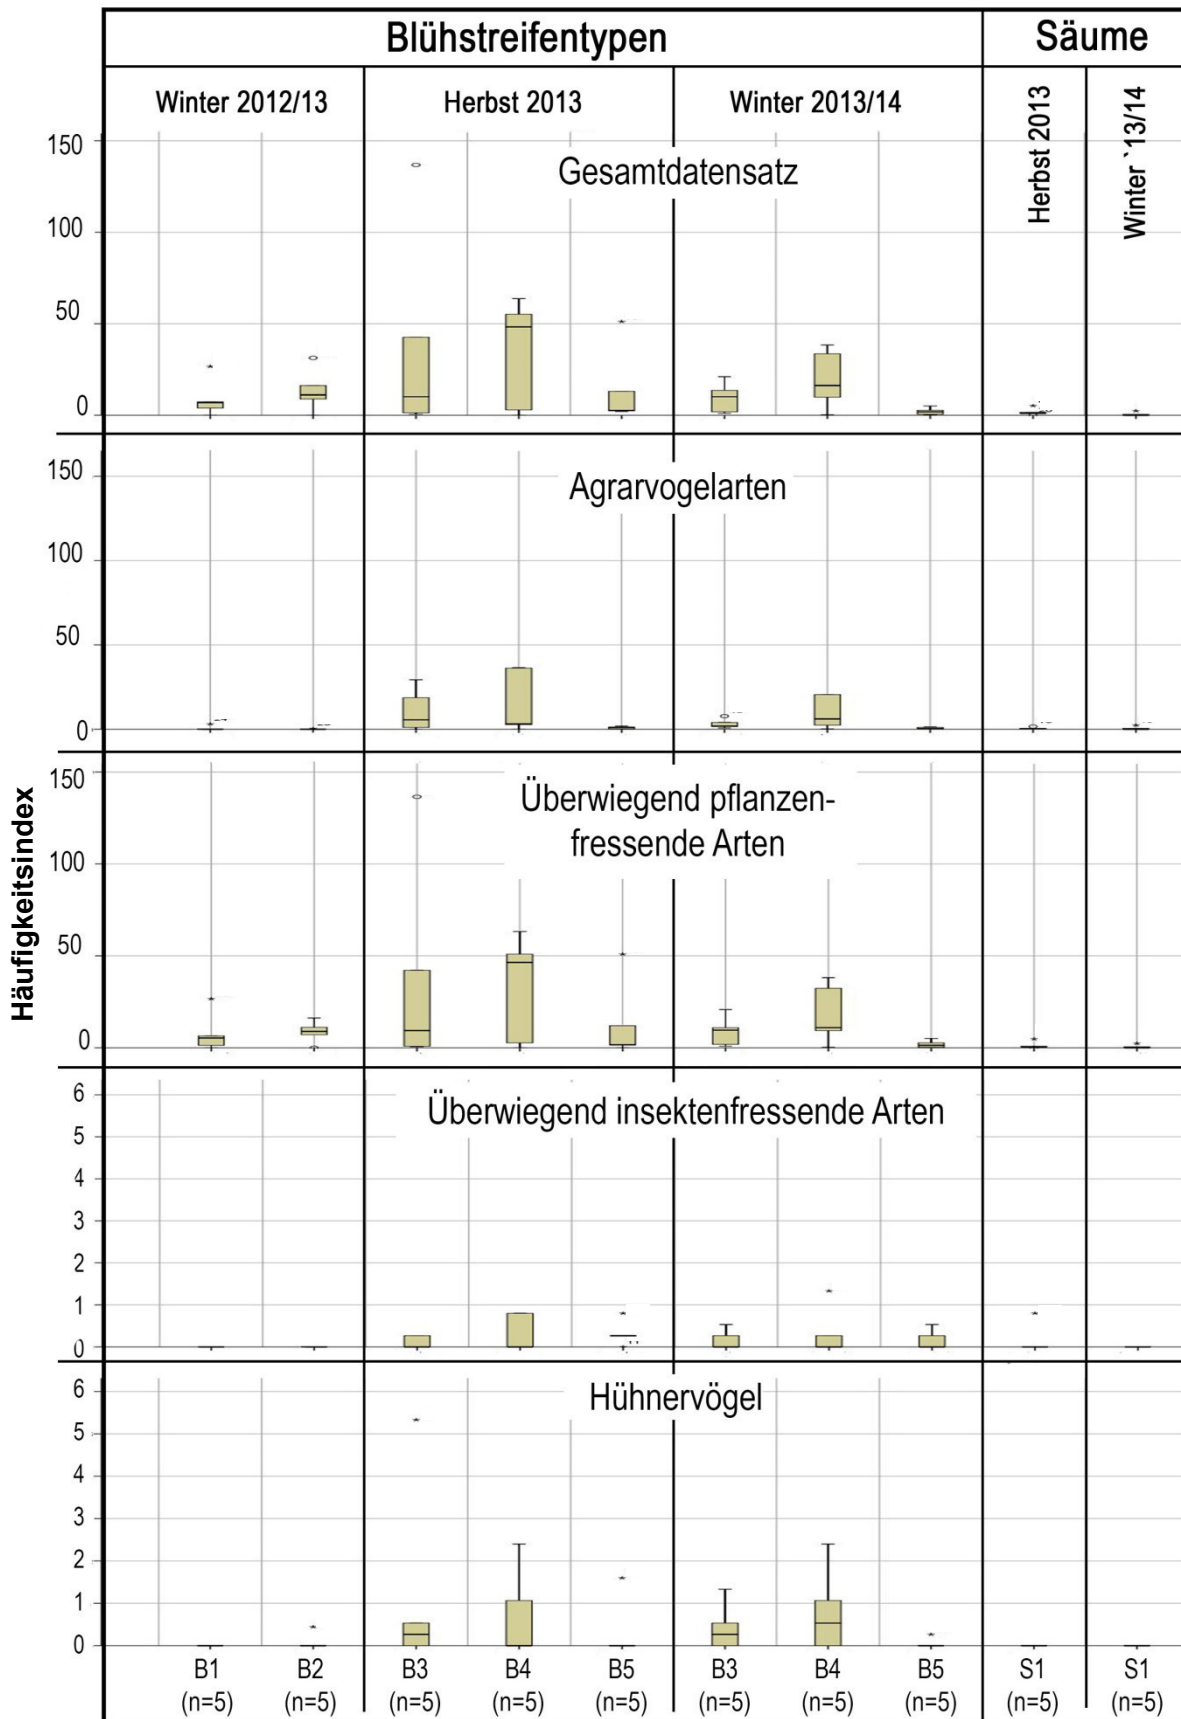 Blühstreifentypen
Säume
Winter 2012/13
Herbst 2013
Winter 2013/14
Herbst 2013
Winter `13/14
Häufigkeitsindex
Gesamtdatensatz
150
100
50
0
Agrarvogelarten
150
100
50
0
Überwiegend pflanzen-
fressende Arten
150
100
50
0
Überwiegend insektenfressende Arten
6
5
4
3
2
1
0
Hühnervögel
6
5
4
3
2
1
0
B1 B2 B3 B4 B5 B3 B4 B5 S1 S1
(n=5) (n=5) (n=5) (n=5) (n=5) (n=5) (n=5) (n=5) (n=5) (n=5)